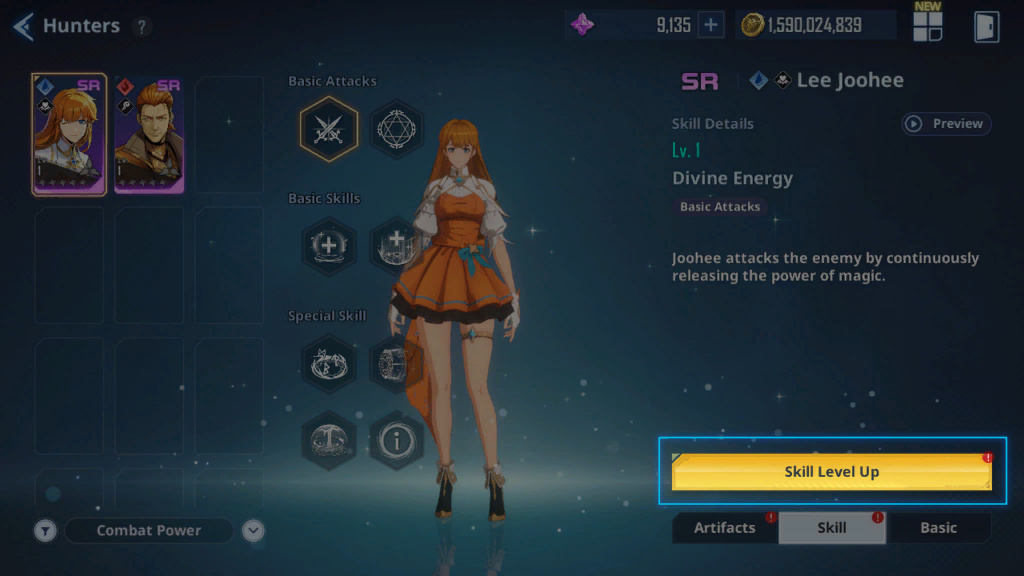 Hunters ?
9,135 +
1,590,024,839
NEW
SR
SR
Basic Attacks
Basic Skills
Special Skill
SR Lee Joohee
Skill Details
Preview
Lv. 1
Divine Energy
Basic Attacks
Joohee attacks the enemy by continuously
releasing the power of magic.
Skill Level Up
Combat Power
Artifacts
Skill
Basic